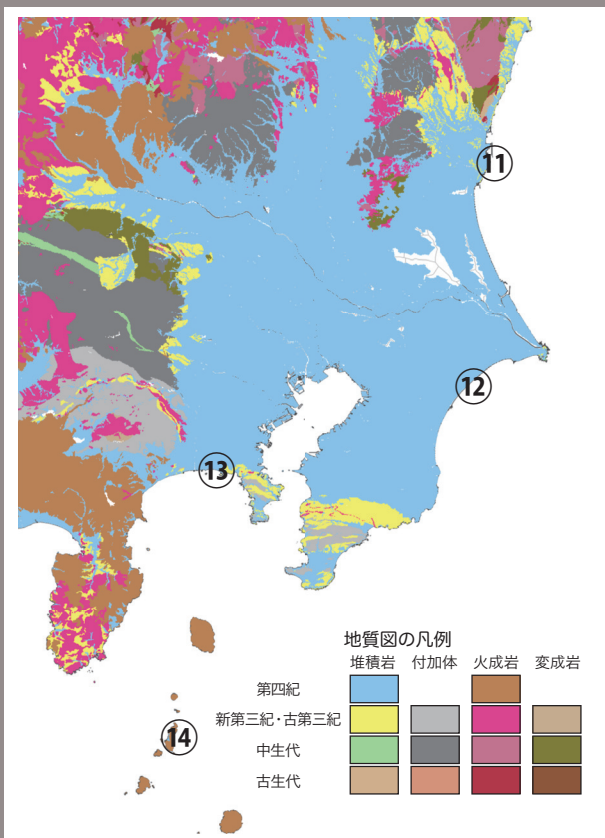 ⑪
⑫
⑬
⑭
地質図の凡例
堆積岩 付加体 火成岩 変成岩
第四紀
新第三紀・古第三紀
中生代
古生代